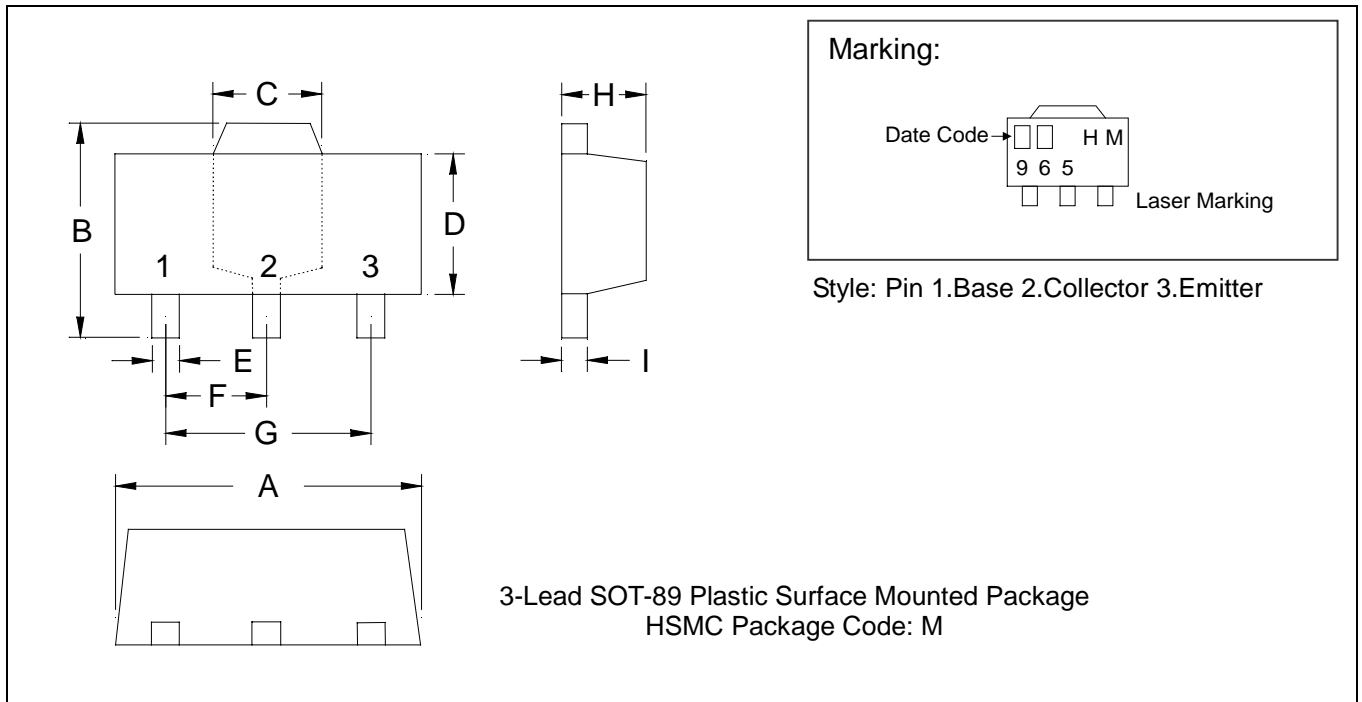 Marking:
Date Code
H M
9 6 5
Laser Marking
Style: Pin 1.Base 2.Collector 3.Emitter
C
H
B
D
1 2 3
E
I
F
G
A
3-Lead SOT-89 Plastic Surface Mounted Package
HSMC Package Code: M